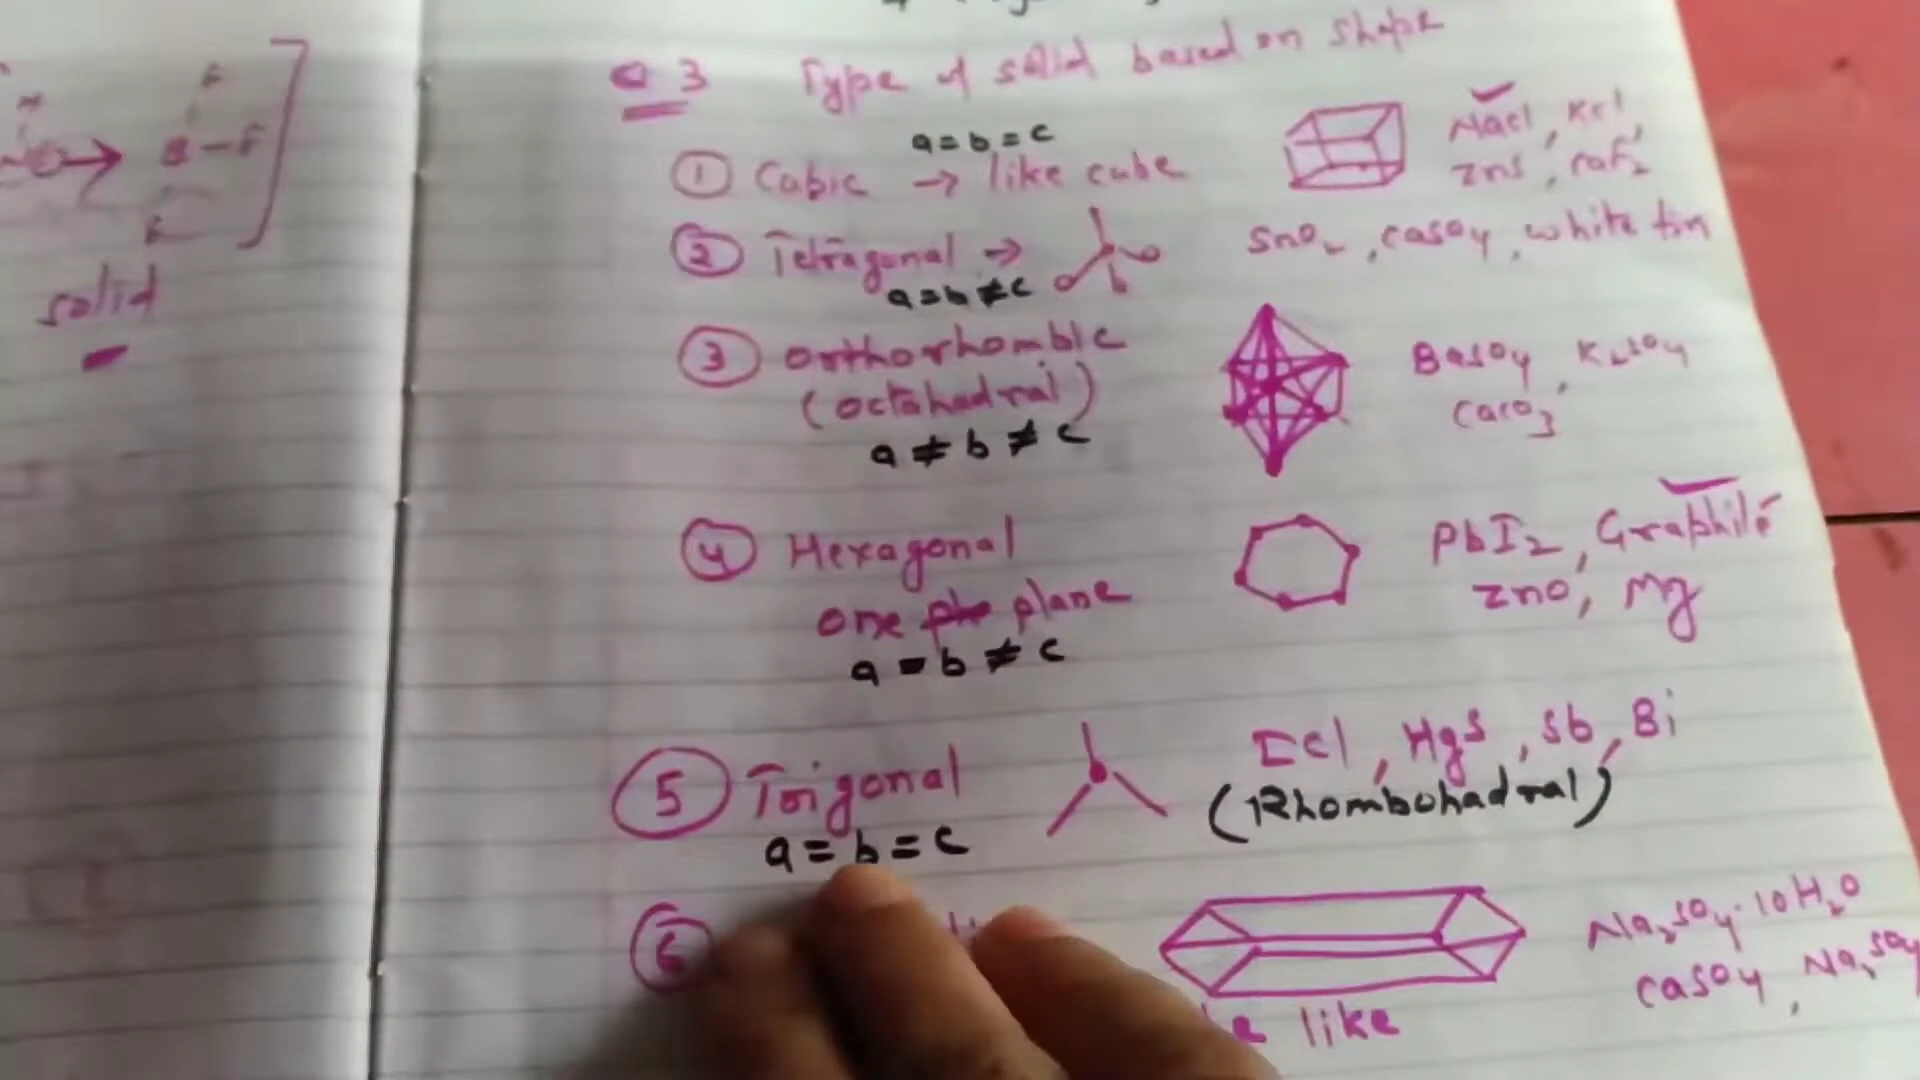 F
B-F
F
solid
Q 3 Type of solid based on shape
a=b=c
① Cubic → like cube
Nacl, Kcl,
zns, caF₂
② Tetragonal →
a=b≠c
b
SnO₂, caso4, white tin
③ Orthorhombic
(octahadral)
a≠b≠c
Baso4, K₂so4
caco3
④ Hexagonal
one plane
a=b≠c
PbI2, Graphite
zno, Mg
⑤ Trigonal
a=b=c
Icl, Hgs, sb, Bi
(Rhombohadral)
⑥
Na₂so4·10H₂O
caso4, Na₂so4
like